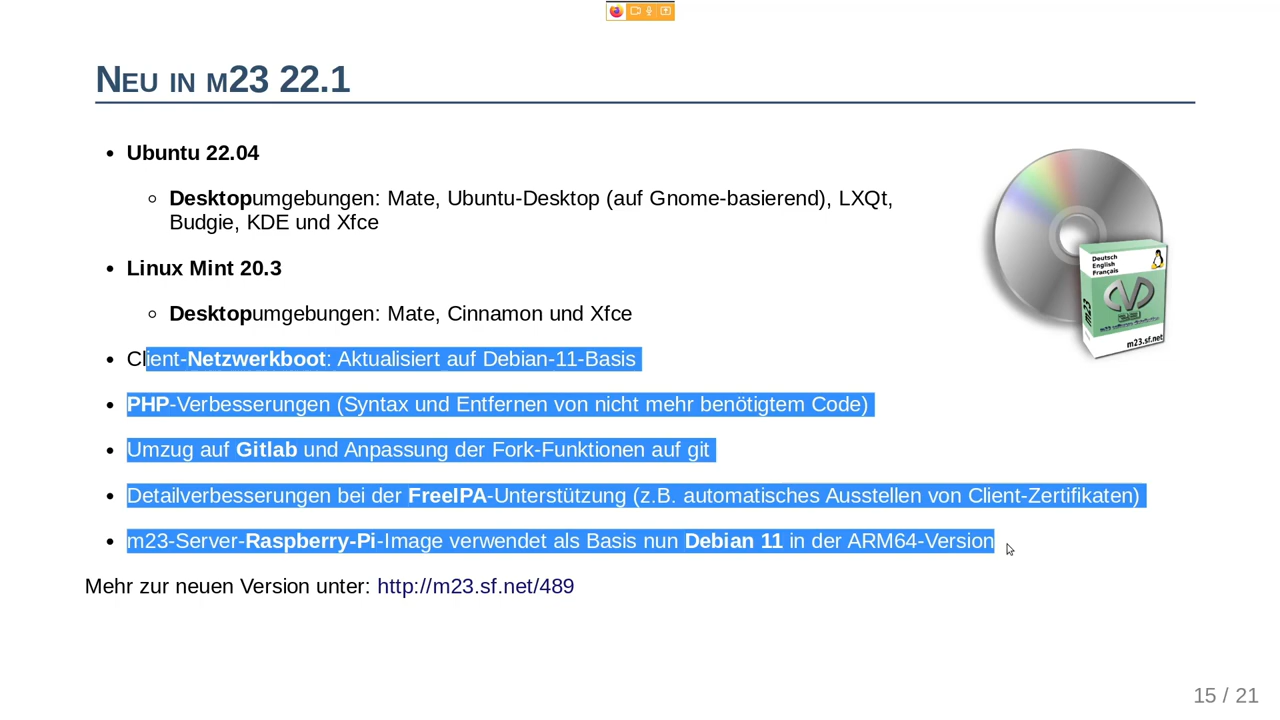 Neu in m23 22.1
Deutsch
English
Français
m23
m23.sf.net
• Ubuntu 22.04
◦ Desktopumgebungen: Mate, Ubuntu-Desktop (auf Gnome-basierend), LXQt,
Budgie, KDE und Xfce
• Linux Mint 20.3
◦ Desktopumgebungen: Mate, Cinnamon und Xfce
• Client-Netzwerkboot: Aktualisiert auf Debian-11-Basis
• PHP-Verbesserungen (Syntax und Entfernen von nicht mehr benötigtem Code)
• Umzug auf Gitlab und Anpassung der Fork-Funktionen auf git
• Detailverbesserungen bei der FreeIPA-Unterstützung (z.B. automatisches Ausstellen von Client-Zertifikaten)
• m23-Server-Raspberry-Pi-Image verwendet als Basis nun Debian 11 in der ARM64-Version
Mehr zur neuen Version unter: http://m23.sf.net/489
15 / 21